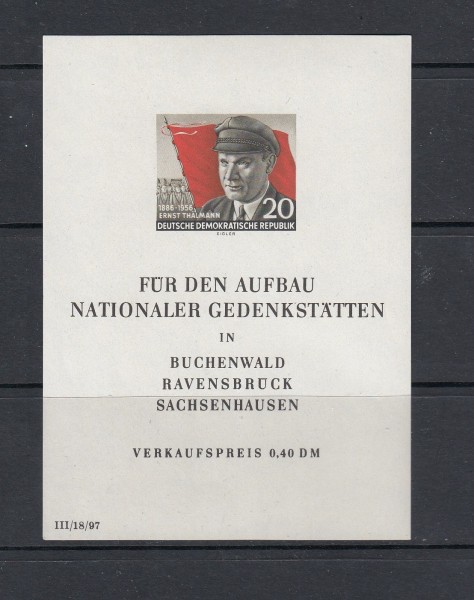 1886-1956
ERNST THÄLMANN
20
DEUTSCHE DEMOKRATISCHE REPUBLIK
EIGLER
FÜR DEN AUFBAU
NATIONALER GEDENKSTÄTTEN
IN
BUCHENWALD
RAVENSBRÜCK
SACHSENHAUSEN
VERKAUFSPREIS 0,40 DM
III/18/97